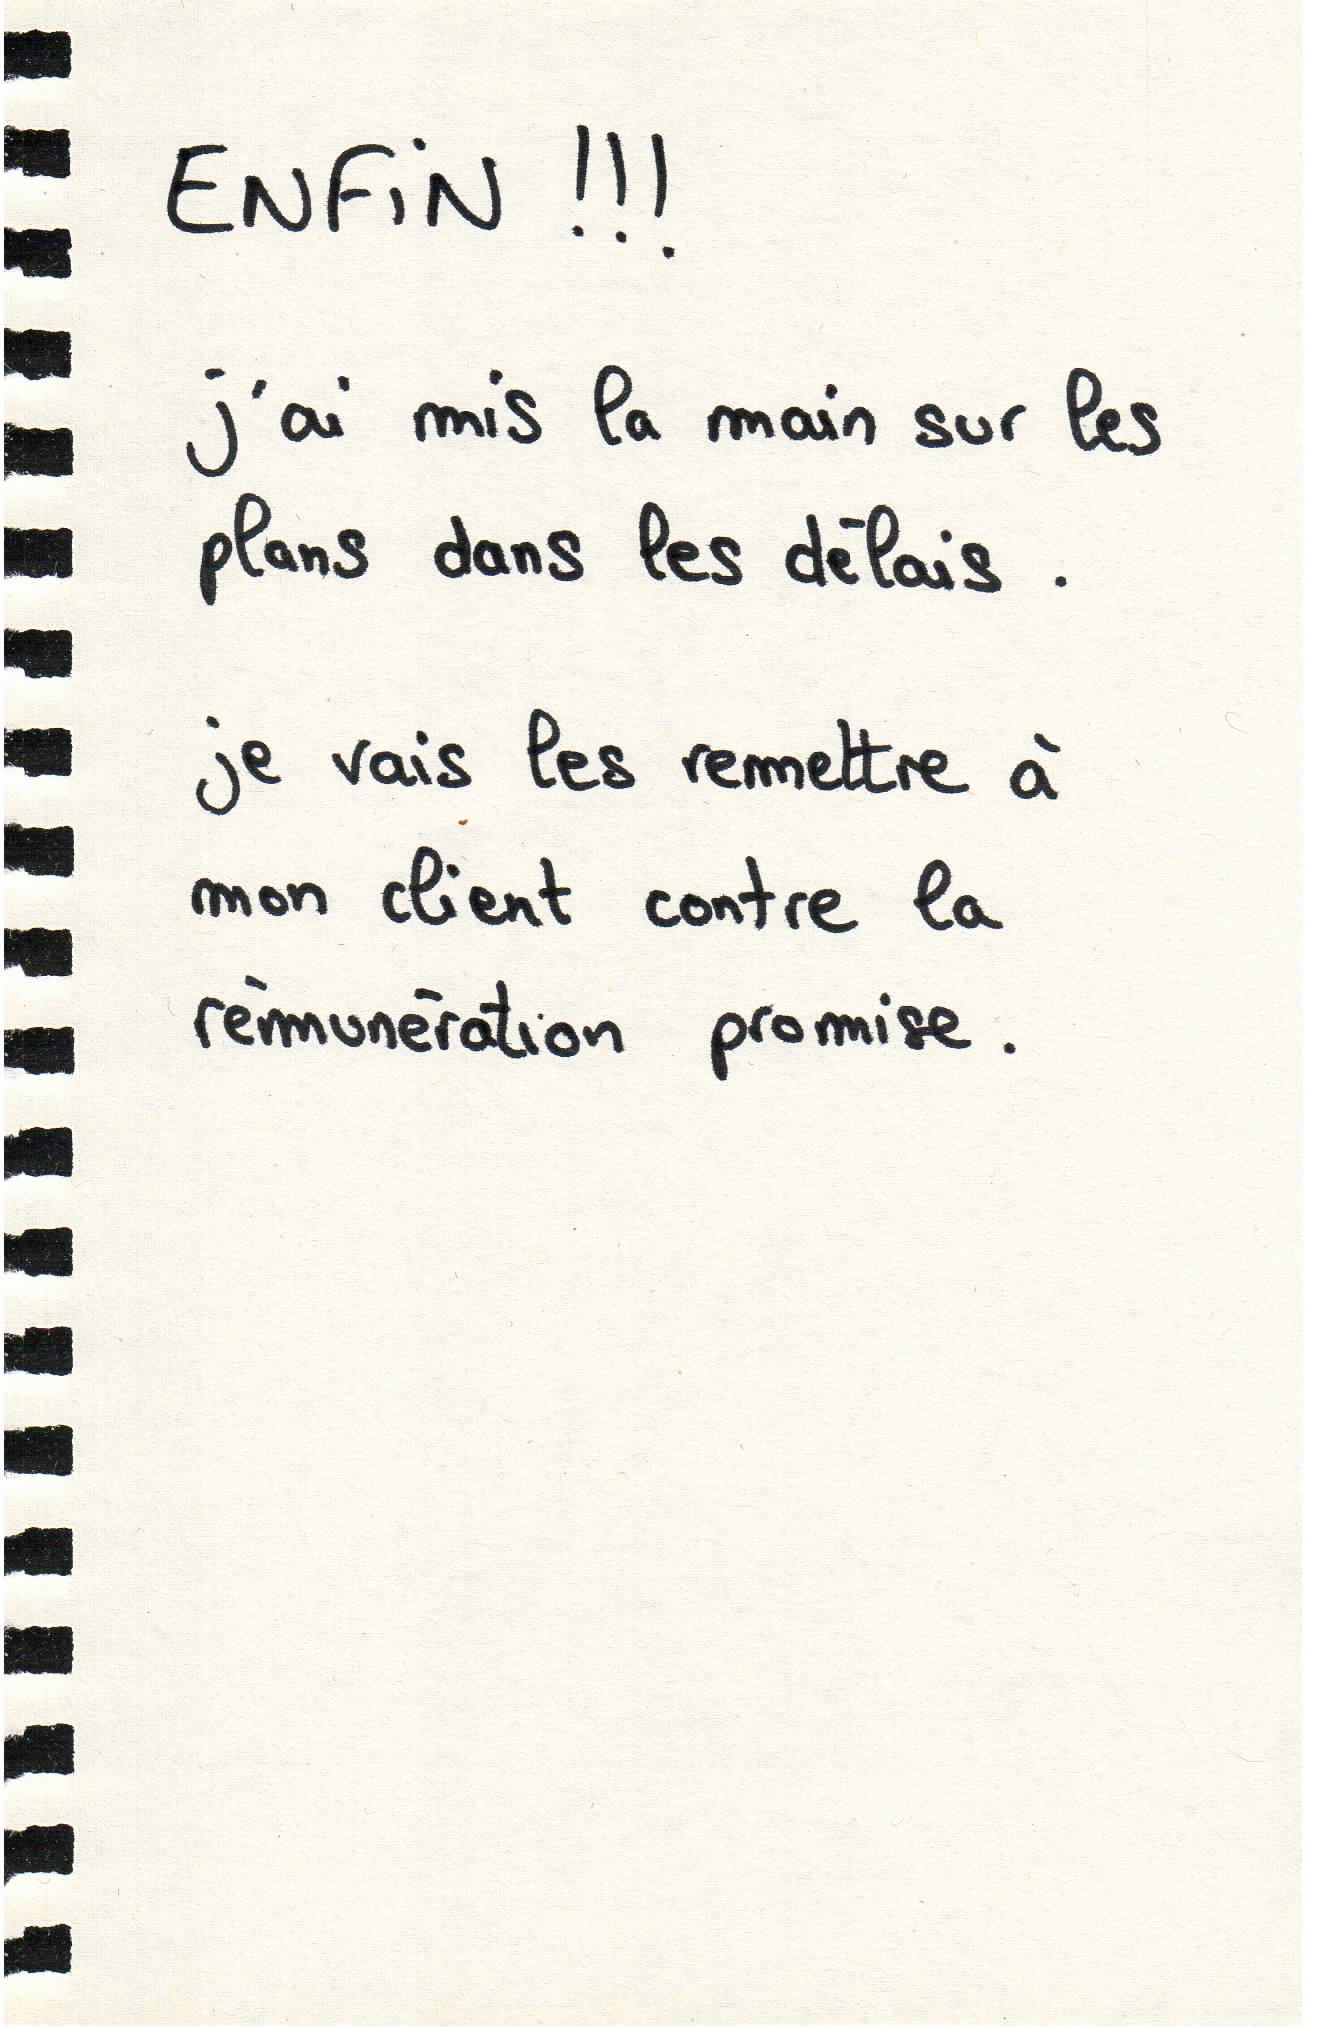 ENFiN !!!
j'ai mis la main sur les
plans dans les délais.
je vais les remettre à
mon client contre la
rémunération promise.